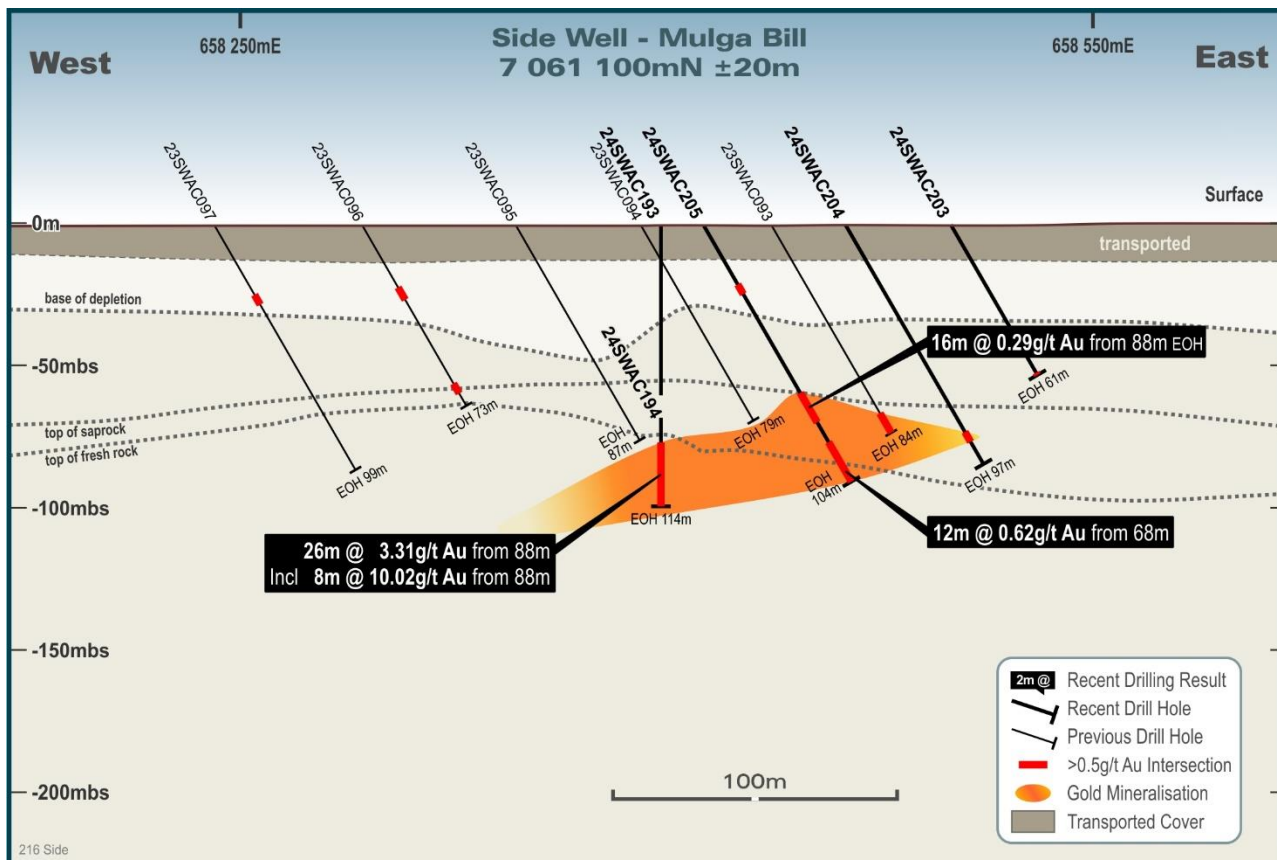 658 250mE
658 550mE
West
Side Well - Mulga Bill
7 061 100mN ±20m
East
23SWAC097
23SWAC096
23SWAC095
24SWAC193
23SWAC094
24SWAC205
23SWAC093
24SWAC204
24SWAC203
Surface
0m
transported
base of depletion
-50mbs
24SWAC194
16m @ 0.29g/t Au from 88m EOH
EOH 61m
EOH 73m
top of saprock
top of fresh rock
EOH 99m
EOH
87m
EOH 79m
EOH 84m
EOH 97m
EOH
104m
-100mbs
EOH 114m
12m @ 0.62g/t Au from 68m
26m @ 3.31g/t Au from 88m
Incl 8m @ 10.02g/t Au from 88m
-150mbs
-200mbs
100m
2m @ Recent Drilling Result
Recent Drill Hole
Previous Drill Hole
>0.5g/t Au Intersection
Gold Mineralisation
Transported Cover
216 Side